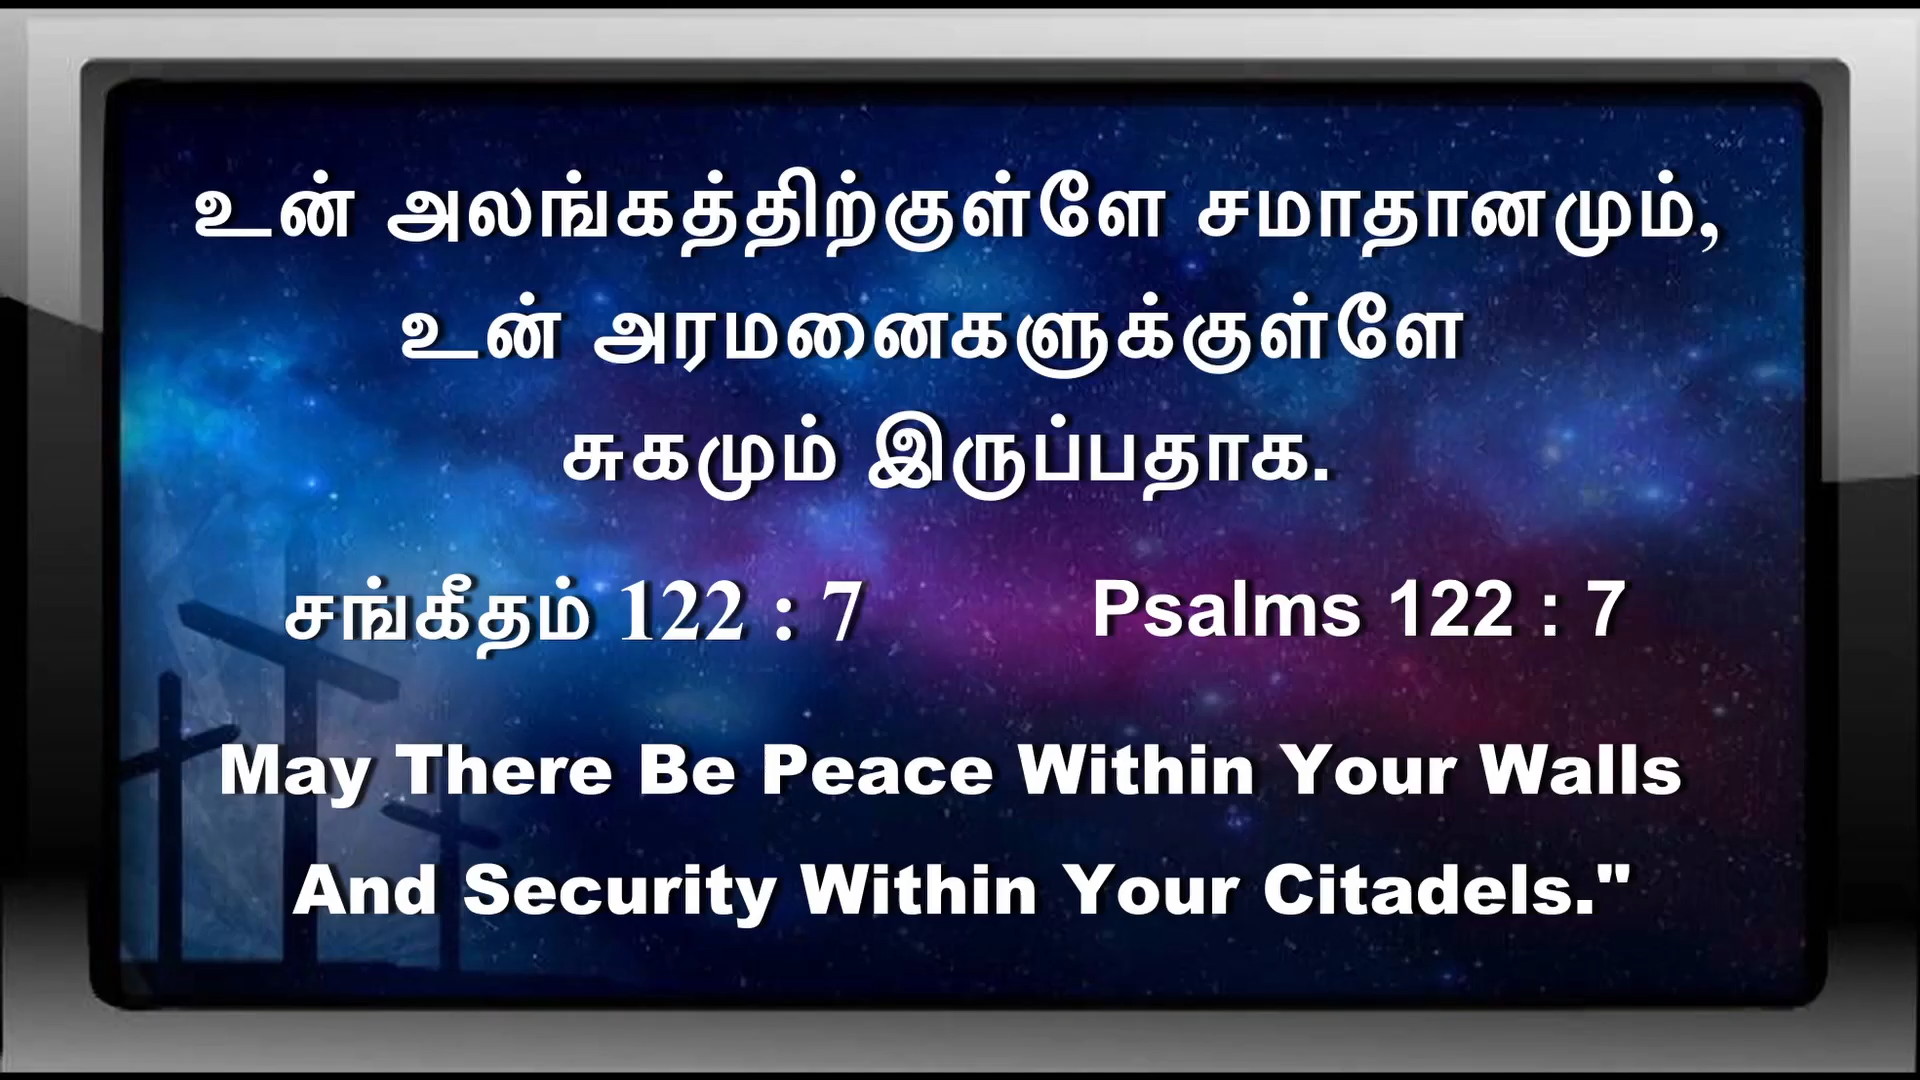 உன் அலங்கத்திற்குள்ளே சமாதானமும்,
உன் அரமனைகளுக்குள்ளே
சுகமும் இருப்பதாக.
சங்கீதம் 122 : 7 Psalms 122 : 7
May There Be Peace Within Your Walls
And Security Within Your Citadels."